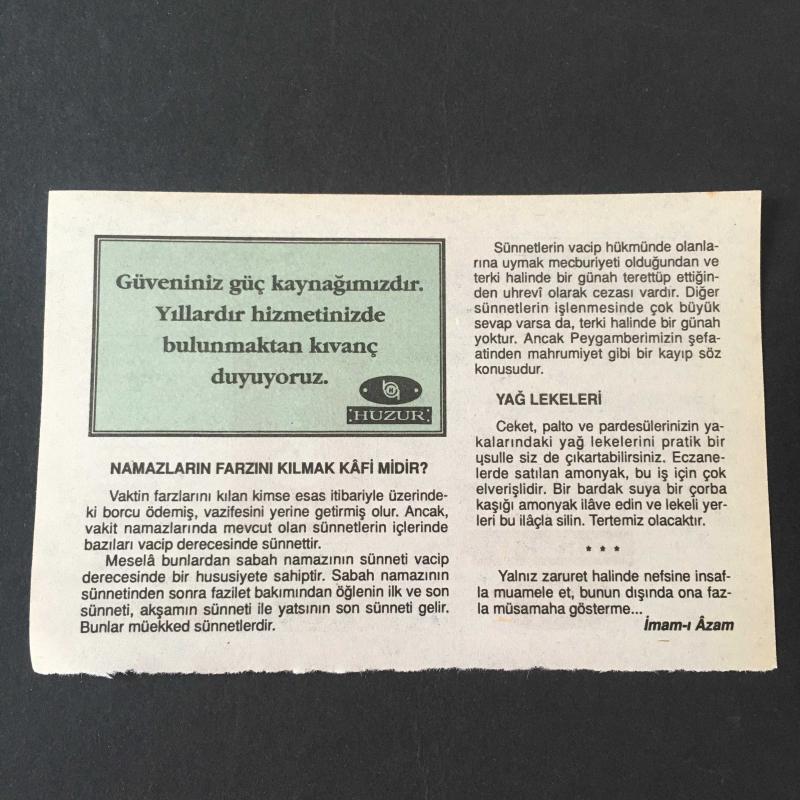 Güveniniz güç kaynağımızdır.
Yıllardır hizmetinizde
bulunmaktan kıvanç
duyuyoruz.
HUZUR
NAMAZLARIN FARZINI KILMAK KÂFİ MİDİR?
Vaktin farzlarını kılan kimse esas itibariyle üzerinde-
ki borcu ödemiş, vazifesini yerine getirmiş olur. Ancak,
vakit namazlarında mevcut olan sünnetlerin içlerinde
bazıları vacip derecesinde sünnettir.
Meselâ bunlardan sabah namazının sünneti vacip
derecesinde bir hususiyete sahiptir. Sabah namazının
sünnetinden sonra fazilet bakımından öğlenin ilk ve son
sünneti, akşamın sünneti ile yatsının son sünneti gelir.
Bunlar müekked sünnetlerdir.
Sünnetlerin vacip hükmünde olanla-
rına uymak mecburiyeti olduğundan ve
terki halinde bir günah terettüp ettiğin-
den uhrevî olarak cezası vardır. Diğer
sünnetlerin işlenmesinde çok büyük
sevap varsa da, terki halinde bir günah
yoktur. Ancak Peygamberimizin şefa-
atinden mahrumiyet gibi bir kayıp söz
konusudur.
YAĞ LEKELERİ
Ceket, palto ve pardesülerinizin ya-
kalarındaki yağ lekelerini pratik bir
usulle siz de çıkartabilirsiniz. Eczane-
lerde satılan amonyak, bu iş için çok
elverişlidir. Bir bardak suya bir çorba
kaşığı amonyak ilâve edin ve lekeli yer-
leri bu ilâçla silin. Tertemiz olacaktır.
* * *
Yalnız zaruret halinde nefsine insaf-
la muamele et, bunun dışında ona faz-
la müsamaha gösterme...
İmam-ı Âzam